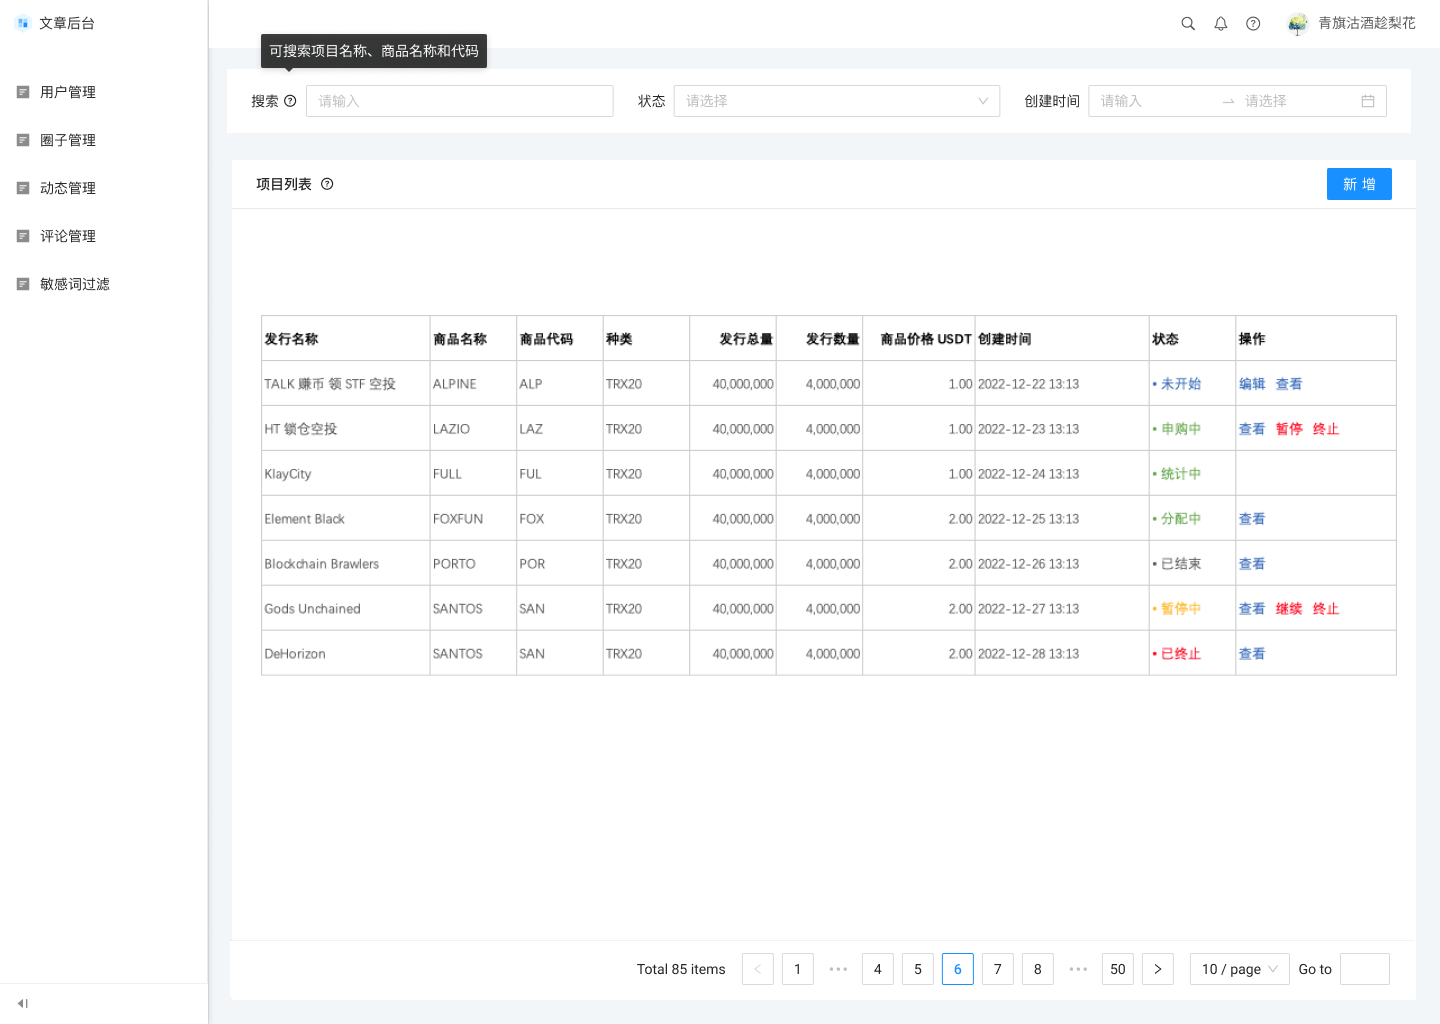 文章后台
青旗沽酒趁梨花
可搜索项目名称、商品名称和代码
用户管理
圈子管理
动态管理
评论管理
敏感词过滤
搜索 请输入 状态 请选择 创建时间 请输入 请选择
项目列表 新 增
发行名称 商品名称 商品代码 种类 发行总量 发行数量 商品价格 USDT 创建时间 状态 操作
TALK 赚币 领 STF 空投 ALPINE ALP TRX20 40,000,000 4,000,000 1.00 2022-12-22 13:13 • 未开始 编辑 查看
HT 锁仓空投 LAZIO LAZ TRX20 40,000,000 4,000,000 1.00 2022-12-23 13:13 • 申购中 查看 暂停 终止
KlayCity FULL FUL TRX20 40,000,000 4,000,000 1.00 2022-12-24 13:13 • 统计中
Element Black FOXFUN FOX TRX20 40,000,000 4,000,000 2.00 2022-12-25 13:13 • 分配中 查看
Blockchain Brawlers PORTO POR TRX20 40,000,000 4,000,000 2.00 2022-12-26 13:13 • 已结束 查看
Gods Unchained SANTOS SAN TRX20 40,000,000 4,000,000 2.00 2022-12-27 13:13 • 暂停中 查看 继续 终止
DeHorizon SANTOS SAN TRX20 40,000,000 4,000,000 2.00 2022-12-28 13:13 • 已终止 查看
Total 85 items < 1 ••• 4 5 6 7 8 ••• 50 > 10 / page Go to